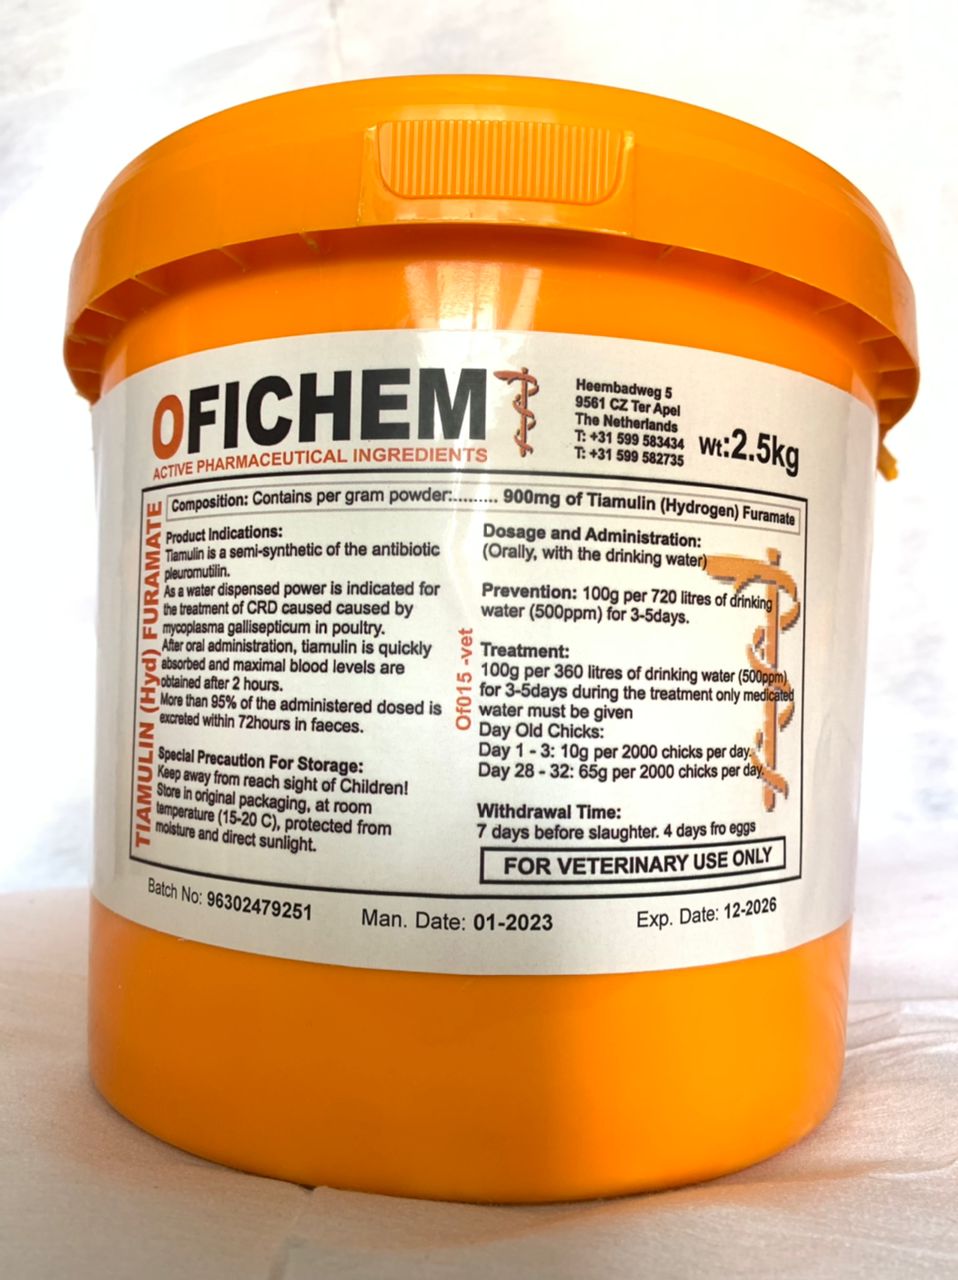 OFICHEM
ACTIVE PHARMACEUTICAL INGREDIENTS
Heembadweg 5
9561 CZ Ter Apel
The Netherlands
T: +31 599 583434
T: +31 599 582735
Wt:2.5kg
TIAMULIN (Hyd) FURAMATE
Composition: Contains per gram powder:.......... 900mg of Tiamulin (Hydrogen) Furamate
Product Indications:
Tiamulin is a semi-synthetic of the antibiotic
pleuromutilin.
As a water dispensed power is indicated for
the treatment of CRD caused caused by
mycoplasma gallisepticum in poultry.
After oral administration, tiamulin is quickly
absorbed and maximal blood levels are
obtained after 2 hours.
More than 95% of the administered dosed is
excreted within 72hours in faeces.
Special Precaution For Storage:
Keep away from reach sight of Children!
Store in original packaging, at room
temperature (15-20 C), protected from
moisture and direct sunlight.
Of015 -vet
Dosage and Administration:
(Orally, with the drinking water)
Prevention: 100g per 720 litres of drinking
water (500ppm) for 3-5days.
Treatment:
100g per 360 litres of drinking water (500ppm)
for 3-5days during the treatment only medicated
water must be given
Day Old Chicks:
Day 1 - 3: 10g per 2000 chicks per day.
Day 28 - 32: 65g per 2000 chicks per day.
Withdrawal Time:
7 days before slaughter. 4 days fro eggs
FOR VETERINARY USE ONLY
Batch No: 96302479251
Man. Date: 01-2023
Exp. Date: 12-2026